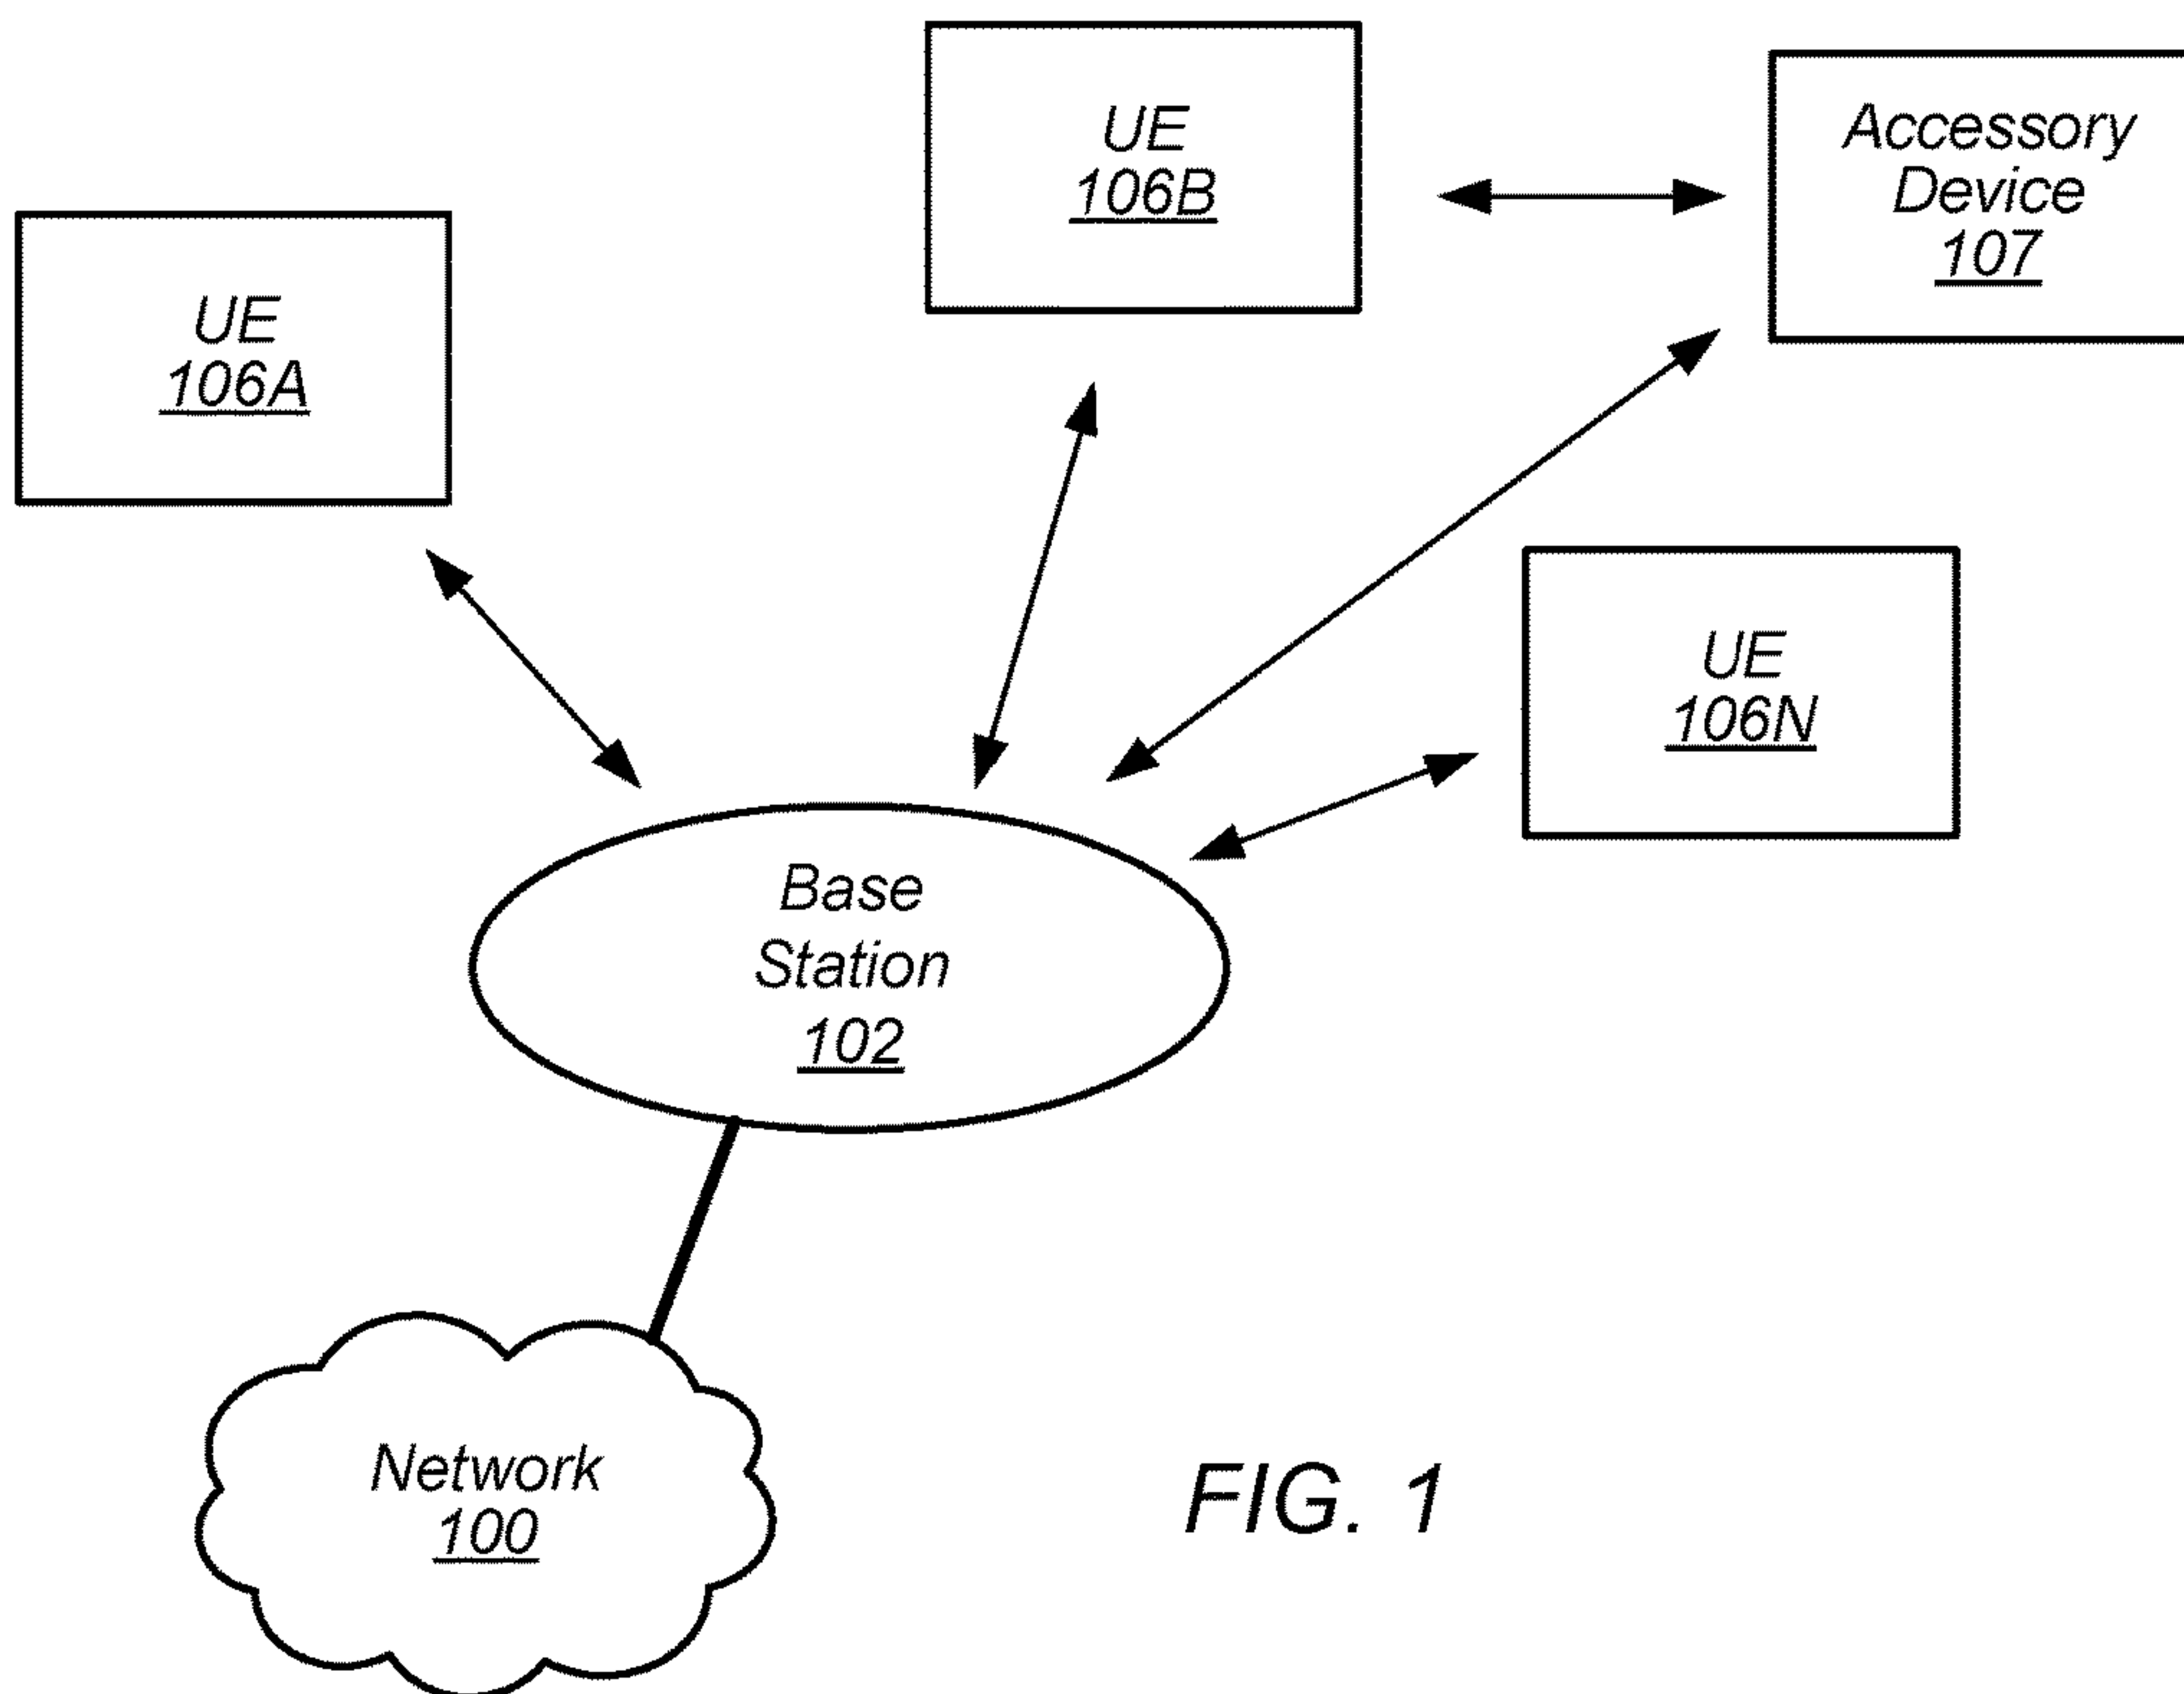 UE
106A
UE
106B
Accessory
Device
107
UE
106N
Base
Station
102
Network
100
FIG. 1